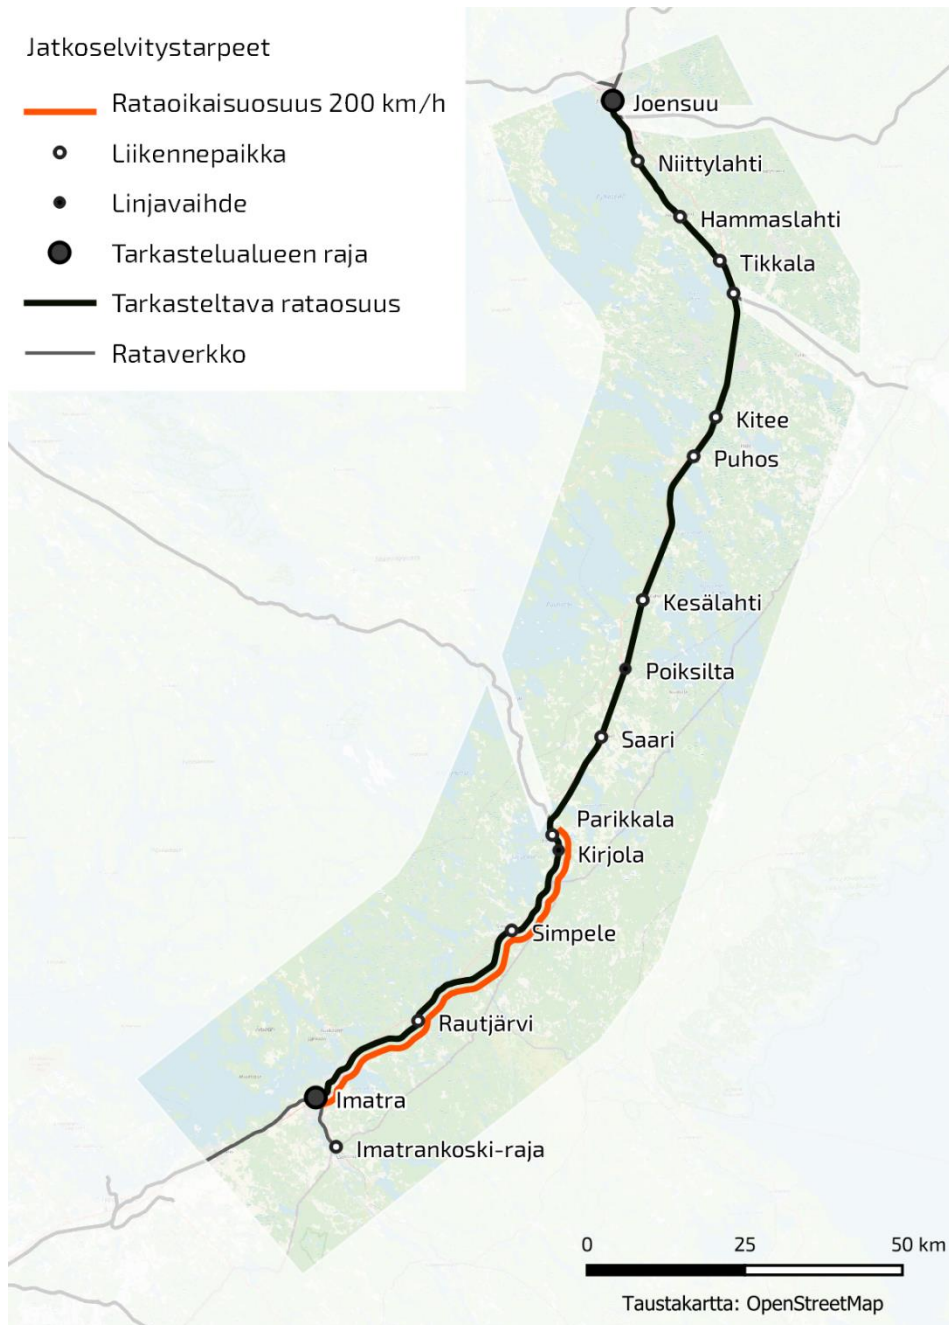 Jatkoselvitystarpeet
Rataoikaisuosuus 200 km/h
Liikennepaikka
Linjavaihde
Tarkastelualueen raja
Tarkasteltava rataosuus
Rataverkko
Joensuu
Niittylahti
Hammaslahti
Tikkala
Kitee
Puhos
Kesälahti
Poiksilta
Saari
Parikkala
Kirjola
Simpele
Rautjärvi
Imatra
Imatrankoski-raja
0 25 50 km
Taustakartta: OpenStreetMap